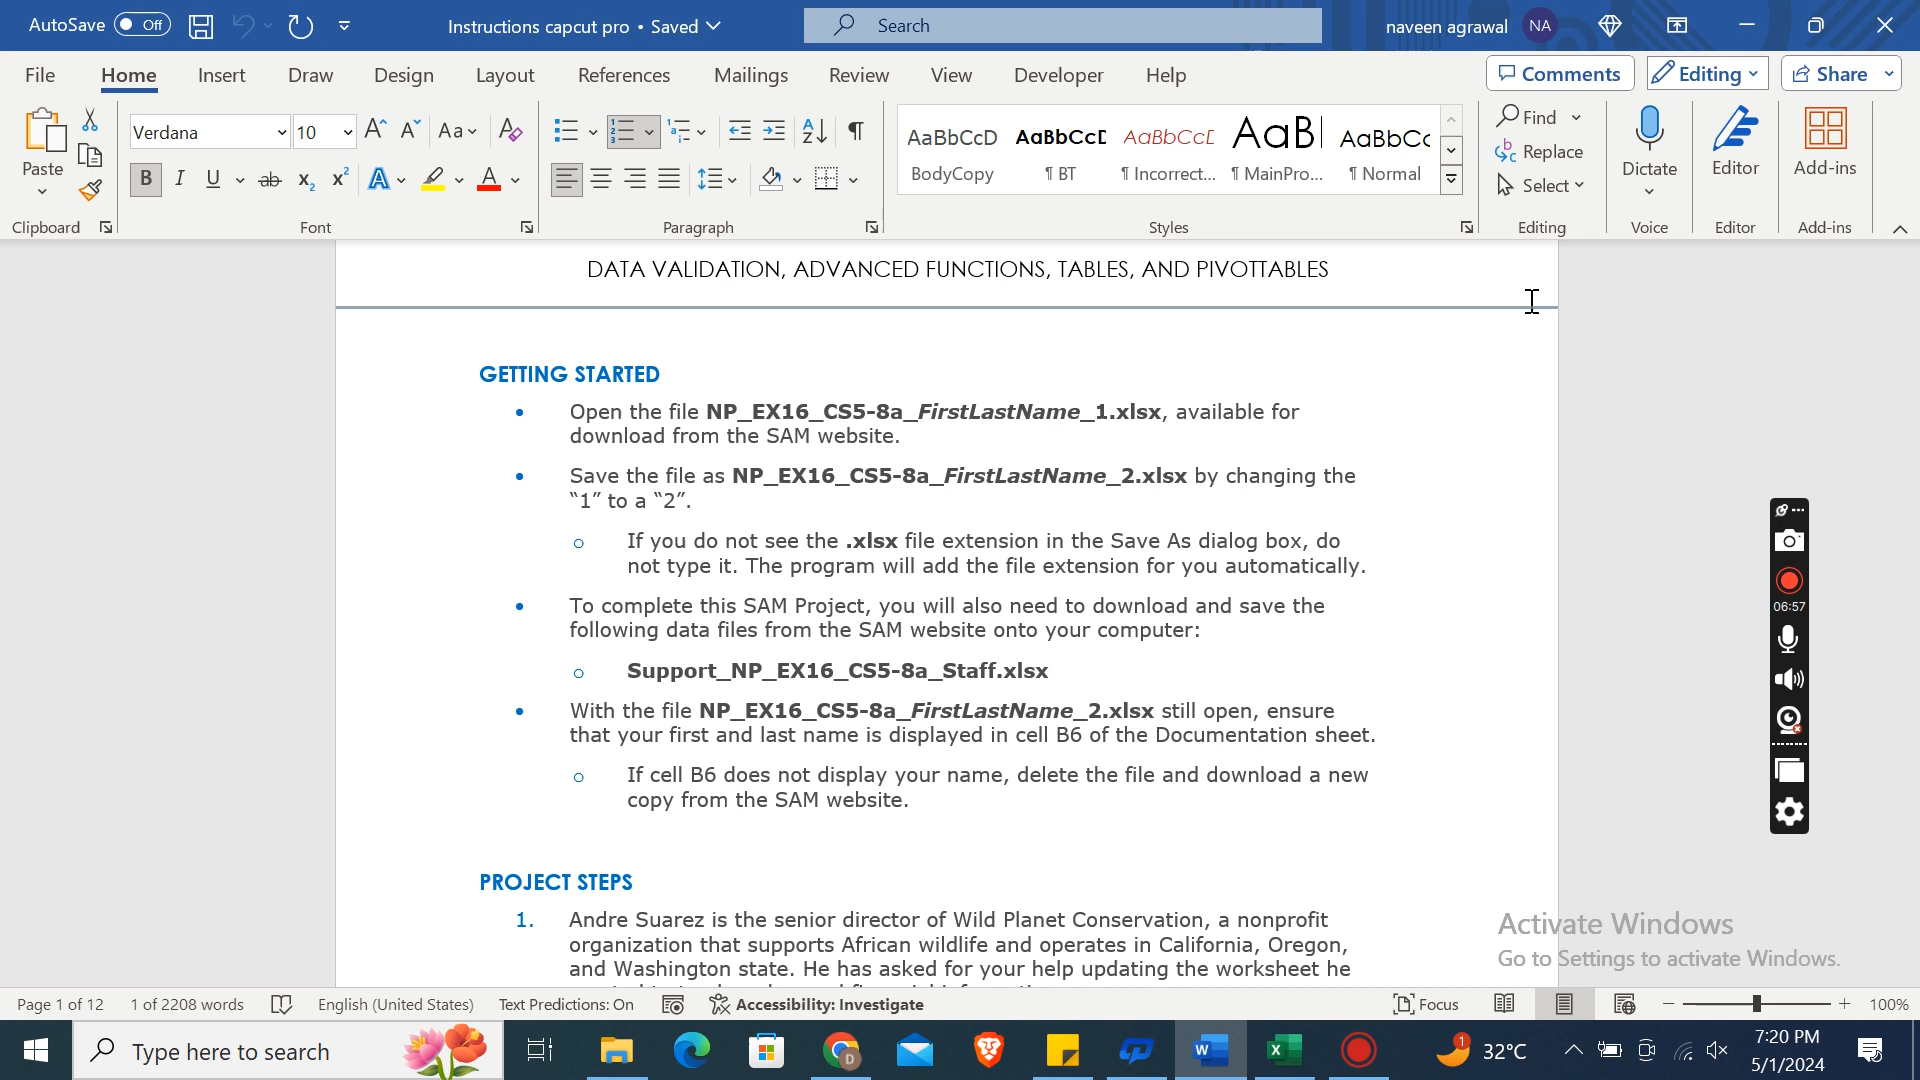 AutoSave Off Instructions capcut pro • Saved Search naveen agrawal NA
File Home Insert Draw Design Layout References Mailings Review View Developer Help Comments Editing Share
Paste Verdana 10 Aa AaBbCcD AaBbCcD AaBbCcD AaB AaBbCc Find Replace Select Dictate Editor Add-ins
BodyCopy ¶ BT ¶ Incorrect... ¶ MainPro... ¶ Normal
Clipboard Font Paragraph Styles Editing Voice Editor Add-ins
DATA VALIDATION, ADVANCED FUNCTIONS, TABLES, AND PIVOTTABLES
GETTING STARTED
• Open the file NP_EX16_CS5-8a_FirstLastName_1.xlsx, available for
download from the SAM website.
• Save the file as NP_EX16_CS5-8a_FirstLastName_2.xlsx by changing the
“1” to a “2”.
o If you do not see the .xlsx file extension in the Save As dialog box, do
not type it. The program will add the file extension for you automatically.
• To complete this SAM Project, you will also need to download and save the
following data files from the SAM website onto your computer:
o Support_NP_EX16_CS5-8a_Staff.xlsx
• With the file NP_EX16_CS5-8a_FirstLastName_2.xlsx still open, ensure
that your first and last name is displayed in cell B6 of the Documentation sheet.
o If cell B6 does not display your name, delete the file and download a new
copy from the SAM website.
PROJECT STEPS
1. Andre Suarez is the senior director of Wild Planet Conservation, a nonprofit
organization that supports African wildlife and operates in California, Oregon,
and Washington state. He has asked for your help updating the worksheet he
06:57
Activate Windows
Go to Settings to activate Windows.
Page 1 of 12 1 of 2208 words English (United States) Text Predictions: On Accessibility: Investigate Focus 100%
Type here to search 1 32°C 7:20 PM
5/1/2024